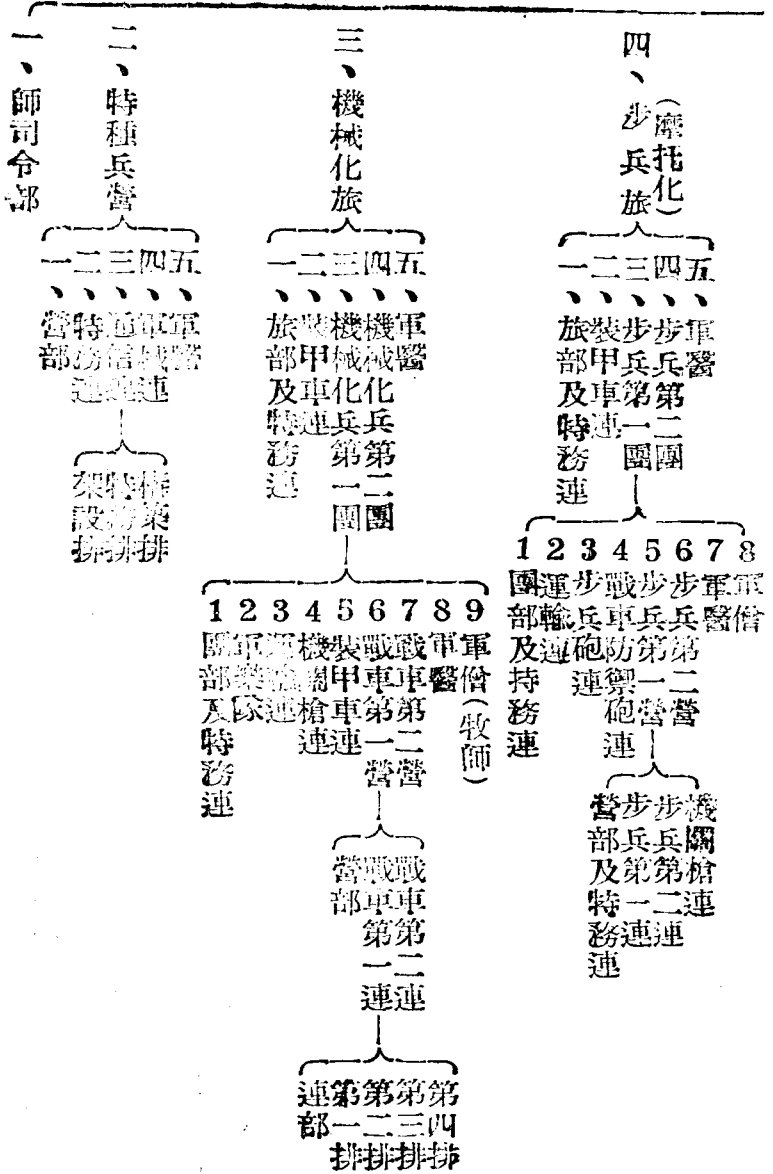 一、師司令部
二、特種兵營
一、營部
二、特務連
三、通信連
四、軍械連
五、軍醫
架設排
特務排
構築排
三、機械化旅
一、旅部及特務連
二、裝甲車連
三、機械化兵第一團
四、機械化兵第二團
五、軍醫
1團部及特務連
2軍樂隊
3運輸連
4機關槍連
5裝甲車連
6戰車第一營
7戰車第二營
8軍醫
9軍僧(牧師)
營部
戰車第一連
戰車第二連
連部
第一排
第二排
第三排
第四排
四、步兵旅
(摩托化)
一、旅部及特務連
二、裝甲車連
三、步兵第一團
四、步兵第二團
五、軍醫
1團部及持務連
2運輸連
3步兵砲連
4戰車防禦砲連
5步兵第一營
6步兵第二營
7軍醫
8軍僧
營部及特務連
步兵第一連
步兵第二連
機關槍連